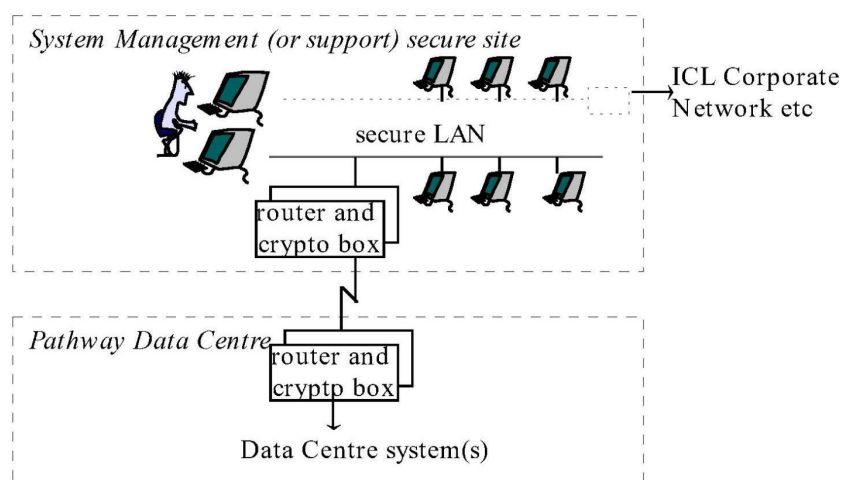 System Management (or support) secure site
ICL Corporate
Network etc
secure LAN
router and
crypto box
Pathway Data Centre
router and
crypto box
Data Centre system(s)